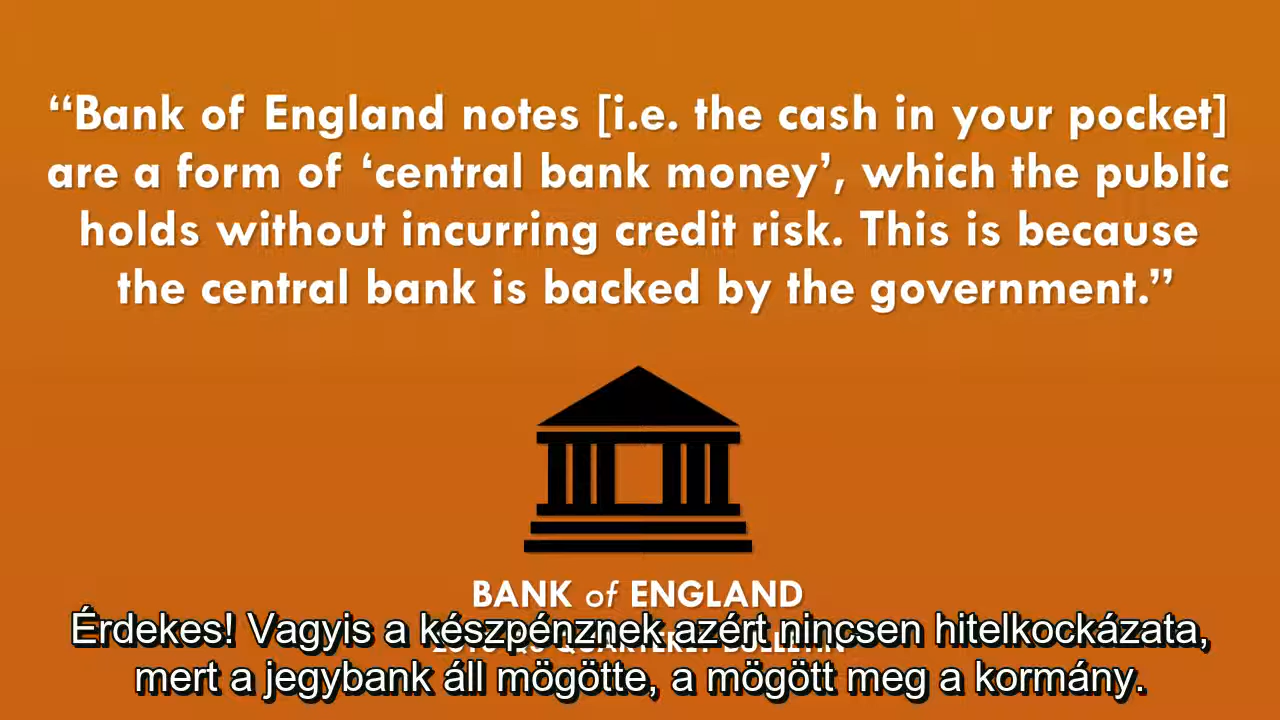 “Bank of England notes [i.e. the cash in your pocket]
are a form of ‘central bank money’, which the public
holds without incurring credit risk. This is because
the central bank is backed by the government.”
BANK of ENGLAND
QUARTERLY BULLETIN
Érdekes! Vagyis a készpénznek azért nincsen hitelkockázata,
mert a jegybank áll mögötte, a mögött meg a kormány.